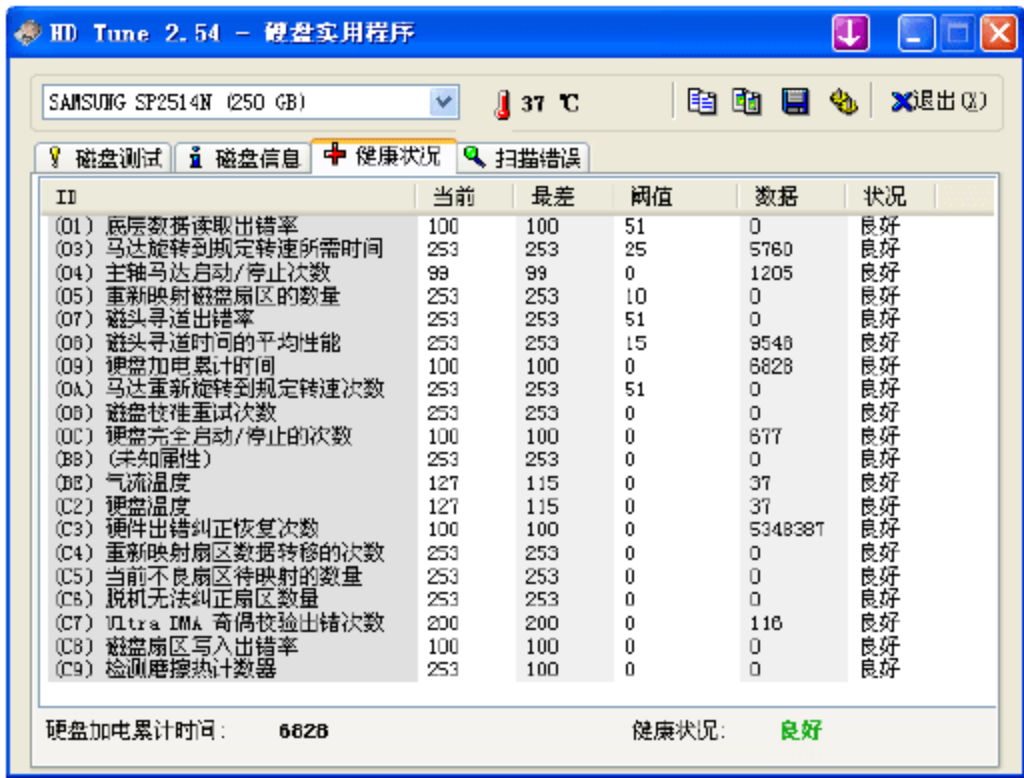 HD Tune 2.54 - 硬盘实用程序
SAMSUNG SP2514N (250 GB) 37 ℃ 退出(X)
磁盘测试 磁盘信息 健康状况 扫描错误
ID 当前 最差 阈值 数据 状况
(01) 底层数据读取出错率 100 100 51 0 良好
(03) 马达旋转到规定转速所需时间 253 253 25 5760 良好
(04) 主轴马达启动/停止次数 99 99 0 1205 良好
(05) 重新映射磁盘扇区的数量 253 253 10 0 良好
(07) 磁头寻道出错率 253 253 51 0 良好
(08) 磁头寻道时间的平均性能 253 253 15 9548 良好
(09) 硬盘加电累计时间 100 100 0 6828 良好
(0A) 马达重新旋转到规定转速次数 253 253 51 0 良好
(0B) 磁盘校准重试次数 253 253 0 0 良好
(0C) 硬盘完全启动/停止的次数 100 100 0 677 良好
(BB) (未知属性) 253 253 0 0 良好
(BE) 气流温度 127 115 0 37 良好
(C2) 硬盘温度 127 115 0 37 良好
(C3) 硬件出错纠正恢复次数 100 100 0 5348387 良好
(C4) 重新映射扇区数据转移的次数 253 253 0 0 良好
(C5) 当前不良扇区待映射的数量 253 253 0 0 良好
(C6) 脱机无法纠正扇区数量 253 253 0 0 良好
(C7) Ultra DMA 奇偶校验出错次数 200 200 0 116 良好
(C8) 磁盘扇区写入出错率 100 100 0 0 良好
(C9) 检测磨擦热计数器 253 100 0 0 良好
硬盘加电累计时间: 6828 健康状况: 良好